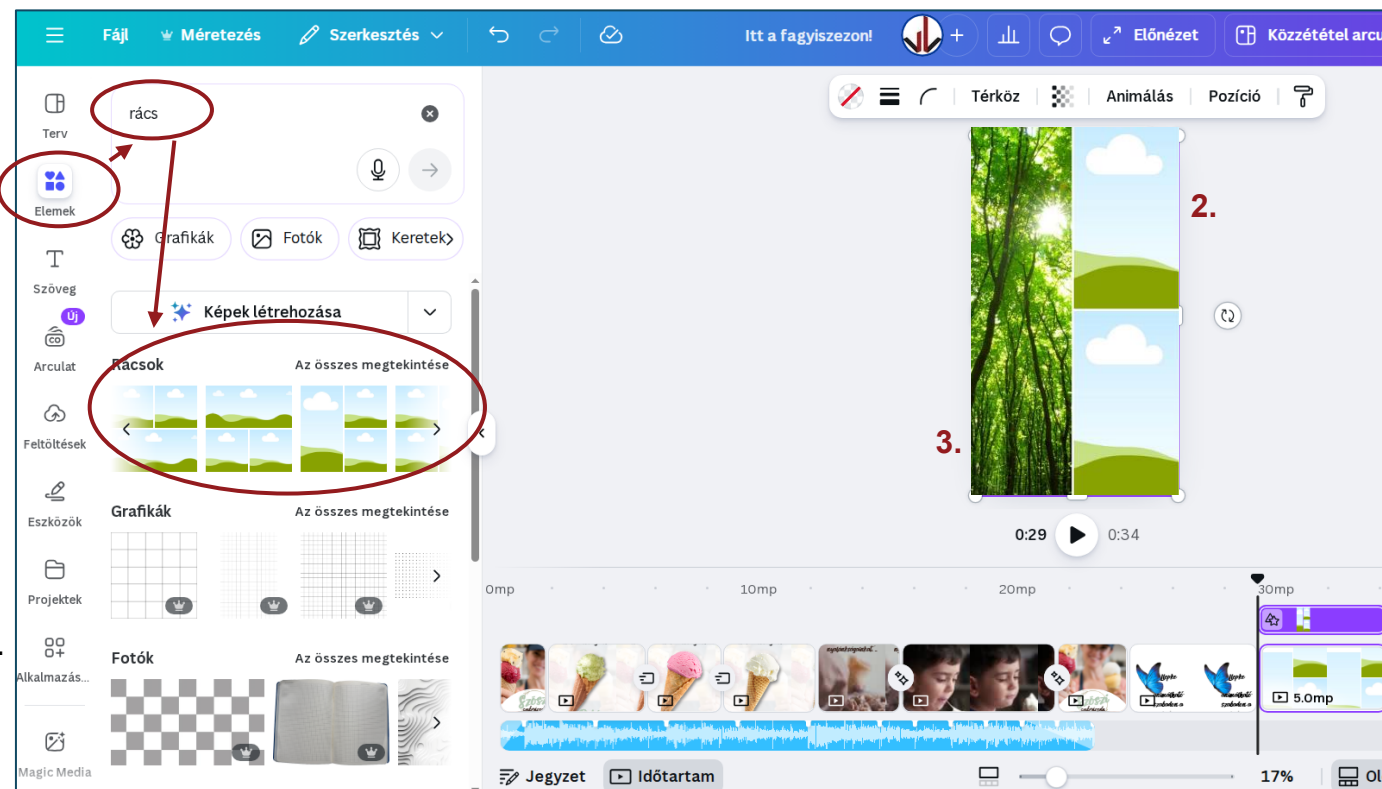 Fájl
Méretezés
Szerkesztés
Itt a fagyiszezon!
Előnézet
Közzététel arcu
Terv
rács
Térköz
Animálás
Pozíció
2.
Elemek
Grafikák
Fotók
Keretek
Szöveg
Új
Képek létrehozása
Arculat
Rácsok
Az összes megtekintése
Feltöltések
3.
Grafikák
Az összes megtekintése
Eszközök
0:29
0:34
Projektek
0mp
10mp
20mp
30mp
Fotók
Az összes megtekintése
Alkalmazás...
5.0mp
Magic Media
Jegyzet
Időtartam
17%
Ol